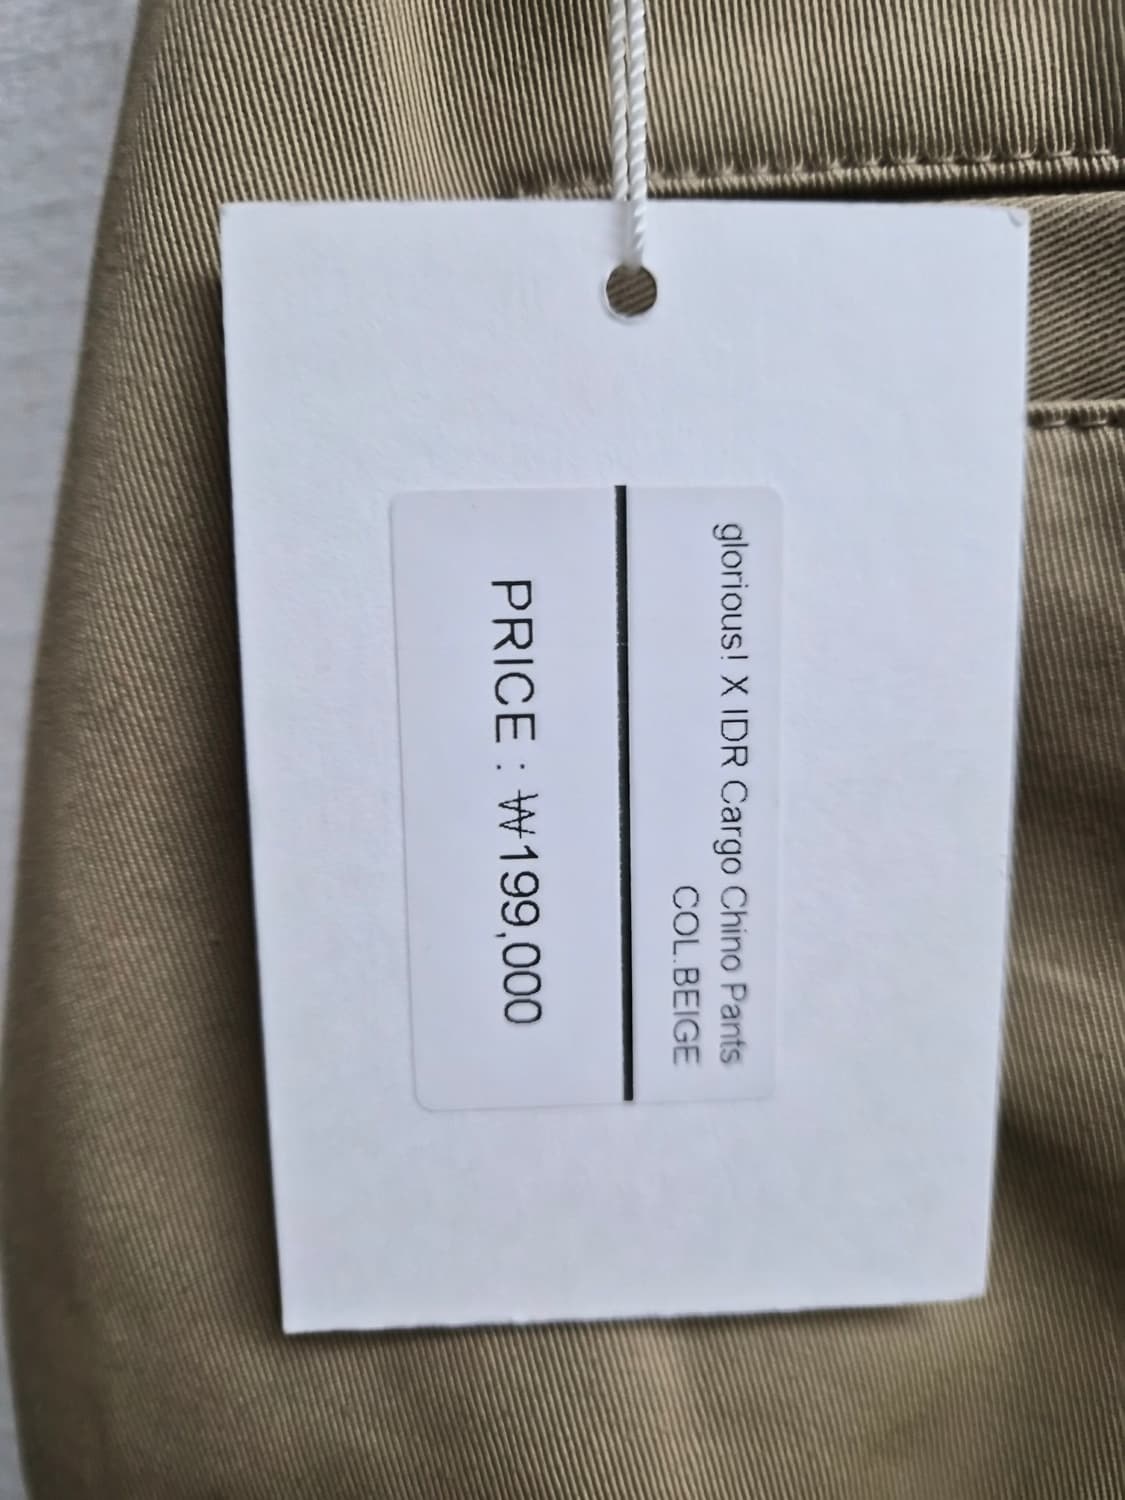 glorious! X IDR Cargo Chino Pants
COL.BEIGE
PRICE : ₩199,000